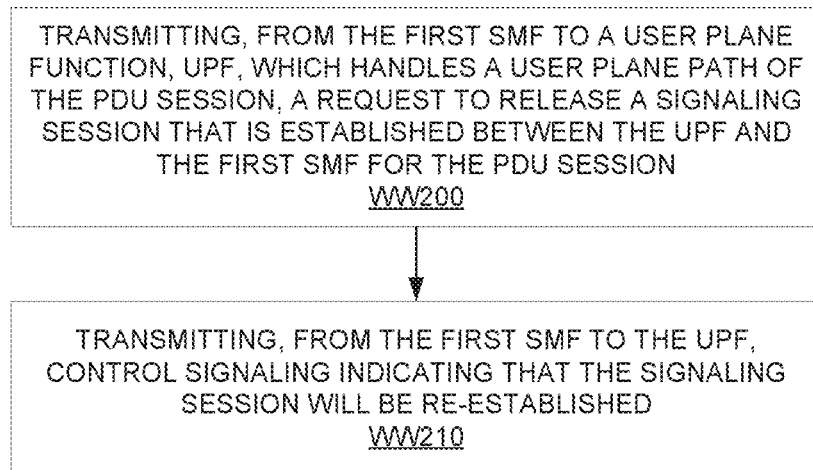 TRANSMITTING, FROM THE FIRST SMF TO A USER PLANE
FUNCTION, UPF, WHICH HANDLES A USER PLANE PATH OF
THE PDU SESSION, A REQUEST TO RELEASE A SIGNALING
SESSION THAT IS ESTABLISHED BETWEEN THE UPF AND
THE FIRST SMF FOR THE PDU SESSION
WW200
TRANSMITTING, FROM THE FIRST SMF TO THE UPF,
CONTROL SIGNALING INDICATING THAT THE SIGNALING
SESSION WILL BE RE-ESTABLISHED
WW210